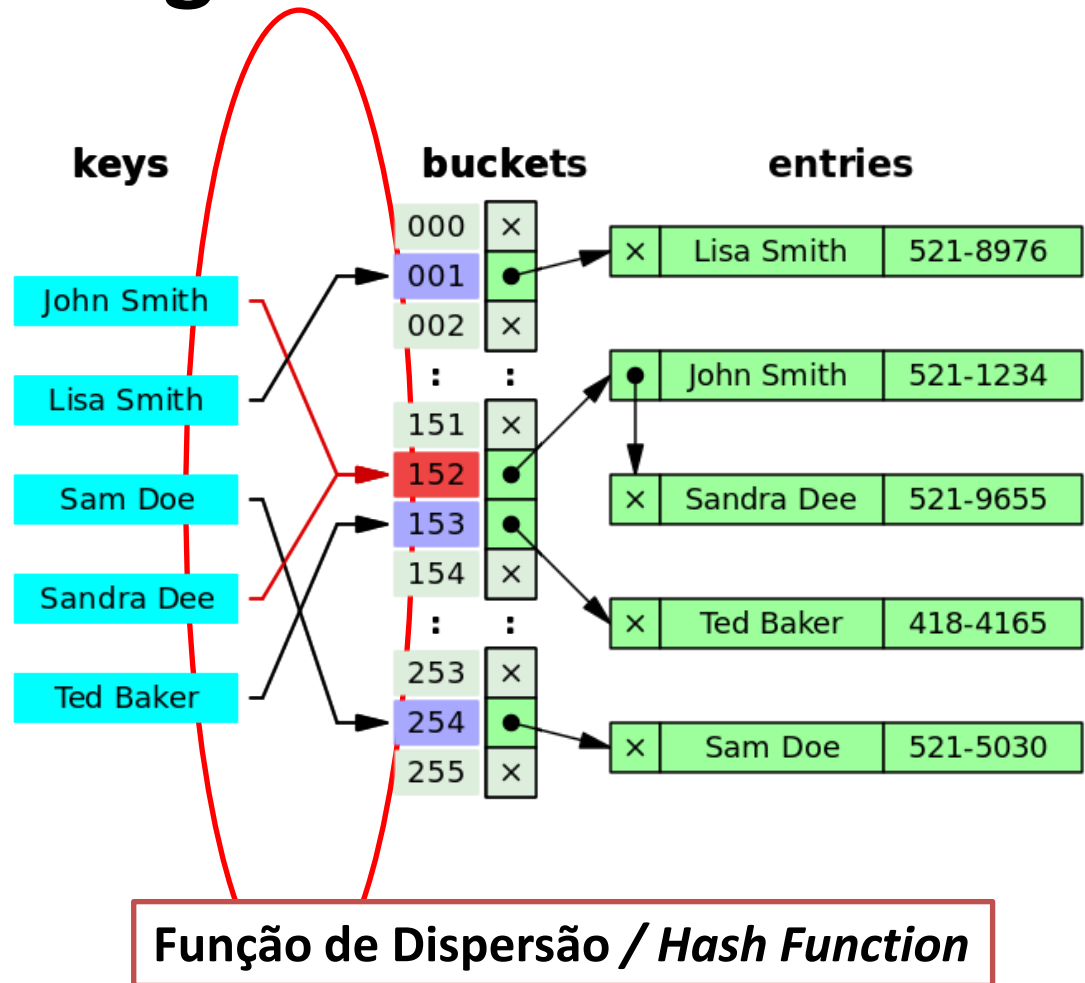 keys
buckets
entries
John Smith
Lisa Smith
Sam Doe
Sandra Dee
Ted Baker
000 ×
001
002 ×
: :
151 ×
152
153
154 ×
: :
253 ×
254
255 ×
× Lisa Smith 521-8976
John Smith 521-1234
× Sandra Dee 521-9655
× Ted Baker 418-4165
× Sam Doe 521-5030
Função de Dispersão / Hash Function